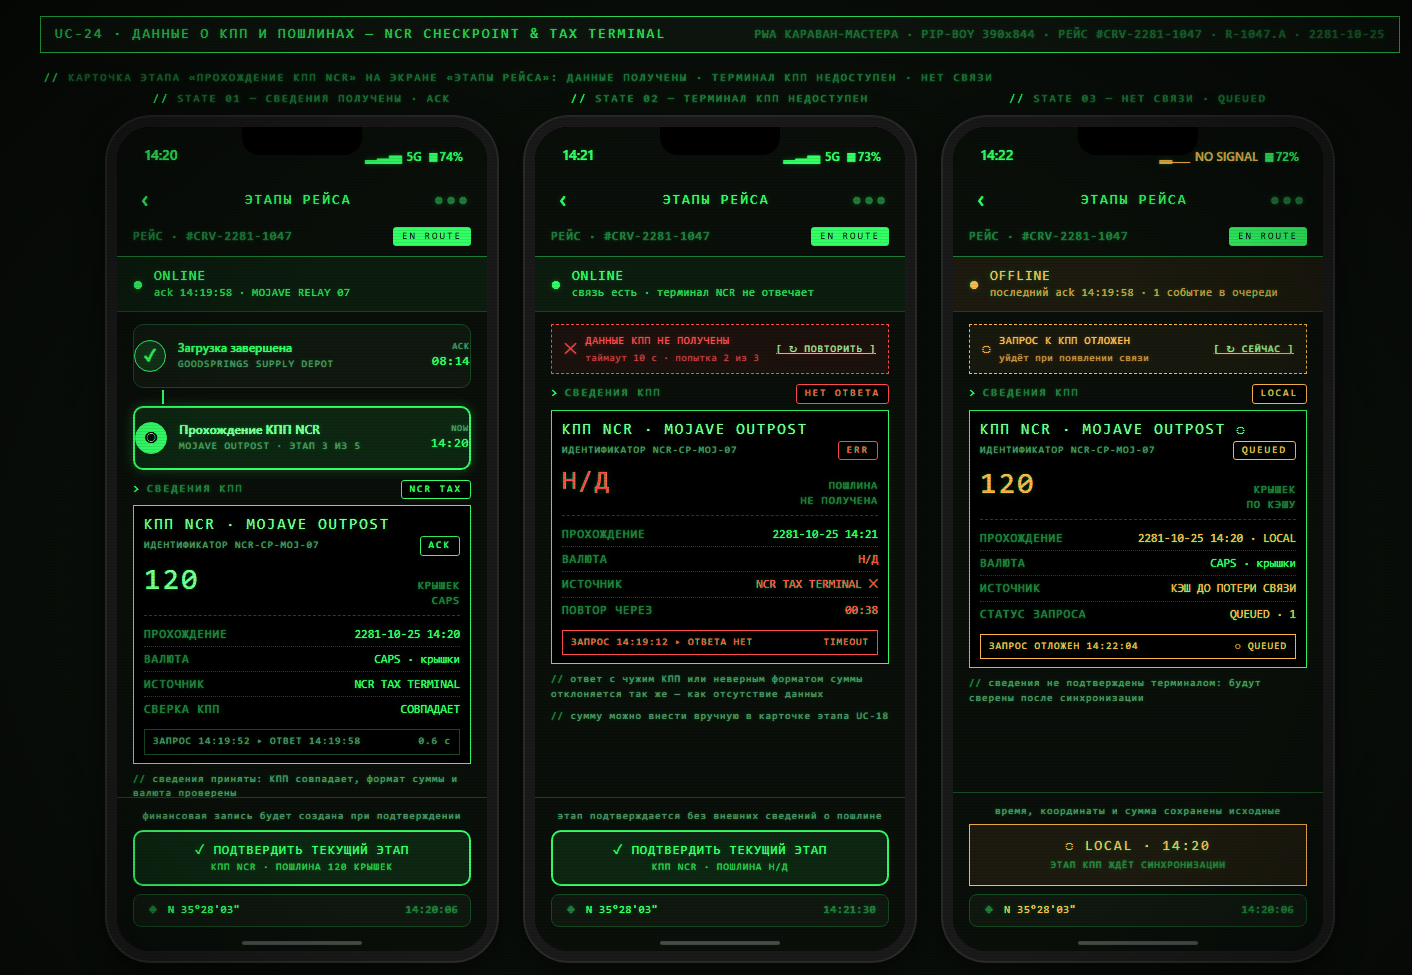 UC-24 · ДАННЫЕ О КПП И ПОШЛИНАХ — NCR CHECKPOINT & TAX TERMINAL
PWA КАРАВАН-МАСТЕРА · PIP-BOY 390x844 · РЕЙС #CRV-2281-1047 · R-1047.A · 2281-10-25
// КАРТОЧКА ЭТАПА «ПРОХОЖДЕНИЕ КПП NCR» НА ЭКРАНЕ «ЭТАПЫ РЕЙСА»: ДАННЫЕ ПОЛУЧЕНЫ · ТЕРМИНАЛ КПП НЕДОСТУПЕН · НЕТ СВЯЗИ
// STATE 01 — СВЕДЕНИЯ ПОЛУЧЕНЫ · ACK
14:20
5G 74%
‹ ЭТАПЫ РЕЙСА
РЕЙС · #CRV-2281-1047
EN ROUTE
ONLINE
ack 14:19:58 · MOJAVE RELAY 07
✓ Загрузка завершена
GOODSPRINGS SUPPLY DEPOT
ACK
08:14
Прохождение КПП NCR
MOJAVE OUTPOST · ЭТАП 3 ИЗ 5
NOW
14:20
› СВЕДЕНИЯ КПП
NCR TAX
КПП NCR · MOJAVE OUTPOST
ИДЕНТИФИКАТОР NCR-CP-MOJ-07
ACK
120
КРЫШЕК
CAPS
ПРОХОЖДЕНИЕ 2281-10-25 14:20
ВАЛЮТА CAPS · крышки
ИСТОЧНИК NCR TAX TERMINAL
СВЕРКА КПП СОВПАДАЕТ
ЗАПРОС 14:19:52 ▸ ОТВЕТ 14:19:58 0.6 с
// сведения приняты: КПП совпадает, формат суммы и
валюта проверены
финансовая запись будет создана при подтверждении
✓ ПОДТВЕРДИТЬ ТЕКУЩИЙ ЭТАП
КПП NCR · ПОШЛИНА 120 КРЫШЕК
◆ N 35°28'03" 14:20:06
// STATE 02 — ТЕРМИНАЛ КПП НЕДОСТУПЕН
14:21
5G 73%
‹ ЭТАПЫ РЕЙСА
РЕЙС · #CRV-2281-1047
EN ROUTE
ONLINE
связь есть · терминал NCR не отвечает
✕ ДАННЫЕ КПП НЕ ПОЛУЧЕНЫ
таймаут 10 с · попытка 2 из 3
[ ↻ ПОВТОРИТЬ ]
› СВЕДЕНИЯ КПП
НЕТ ОТВЕТА
КПП NCR · MOJAVE OUTPOST
ИДЕНТИФИКАТОР NCR-CP-MOJ-07
ERR
Н/Д
ПОШЛИНА
НЕ ПОЛУЧЕНА
ПРОХОЖДЕНИЕ 2281-10-25 14:21
ВАЛЮТА Н/Д
ИСТОЧНИК NCR TAX TERMINAL ✕
ПОВТОР ЧЕРЕЗ 00:38
ЗАПРОС 14:19:12 ▸ ОТВЕТА НЕТ TIMEOUT
// ответ с чужим КПП или неверным форматом суммы
отклоняется так же — как отсутствие данных
// сумму можно внести вручную в карточке этапа UC-18
этап подтверждается без внешних сведений о пошлине
✓ ПОДТВЕРДИТЬ ТЕКУЩИЙ ЭТАП
КПП NCR · ПОШЛИНА Н/Д
◆ N 35°28'03" 14:21:30
// STATE 03 — НЕТ СВЯЗИ · QUEUED
14:22
NO SIGNAL 72%
‹ ЭТАПЫ РЕЙСА
РЕЙС · #CRV-2281-1047
EN ROUTE
OFFLINE
последний ack 14:19:58 · 1 событие в очереди
◌ ЗАПРОС К КПП ОТЛОЖЕН
уйдёт при появлении связи
[ ↻ СЕЙЧАС ]
› СВЕДЕНИЯ КПП
LOCAL
КПП NCR · MOJAVE OUTPOST ◌
ИДЕНТИФИКАТОР NCR-CP-MOJ-07
QUEUED
120
КРЫШЕК
ПО КЭШУ
ПРОХОЖДЕНИЕ 2281-10-25 14:20 · LOCAL
ВАЛЮТА CAPS · крышки
ИСТОЧНИК КЭШ ДО ПОТЕРИ СВЯЗИ
СТАТУС ЗАПРОСА QUEUED · 1
ЗАПРОС ОТЛОЖЕН 14:22:04 ◌ QUEUED
// сведения не подтверждены терминалом: будут
сверены после синхронизации
время, координаты и сумма сохранены исходные
◌ LOCAL · 14:20
ЭТАП КПП ЖДЁТ СИНХРОНИЗАЦИИ
◆ N 35°28'03" 14:20:06